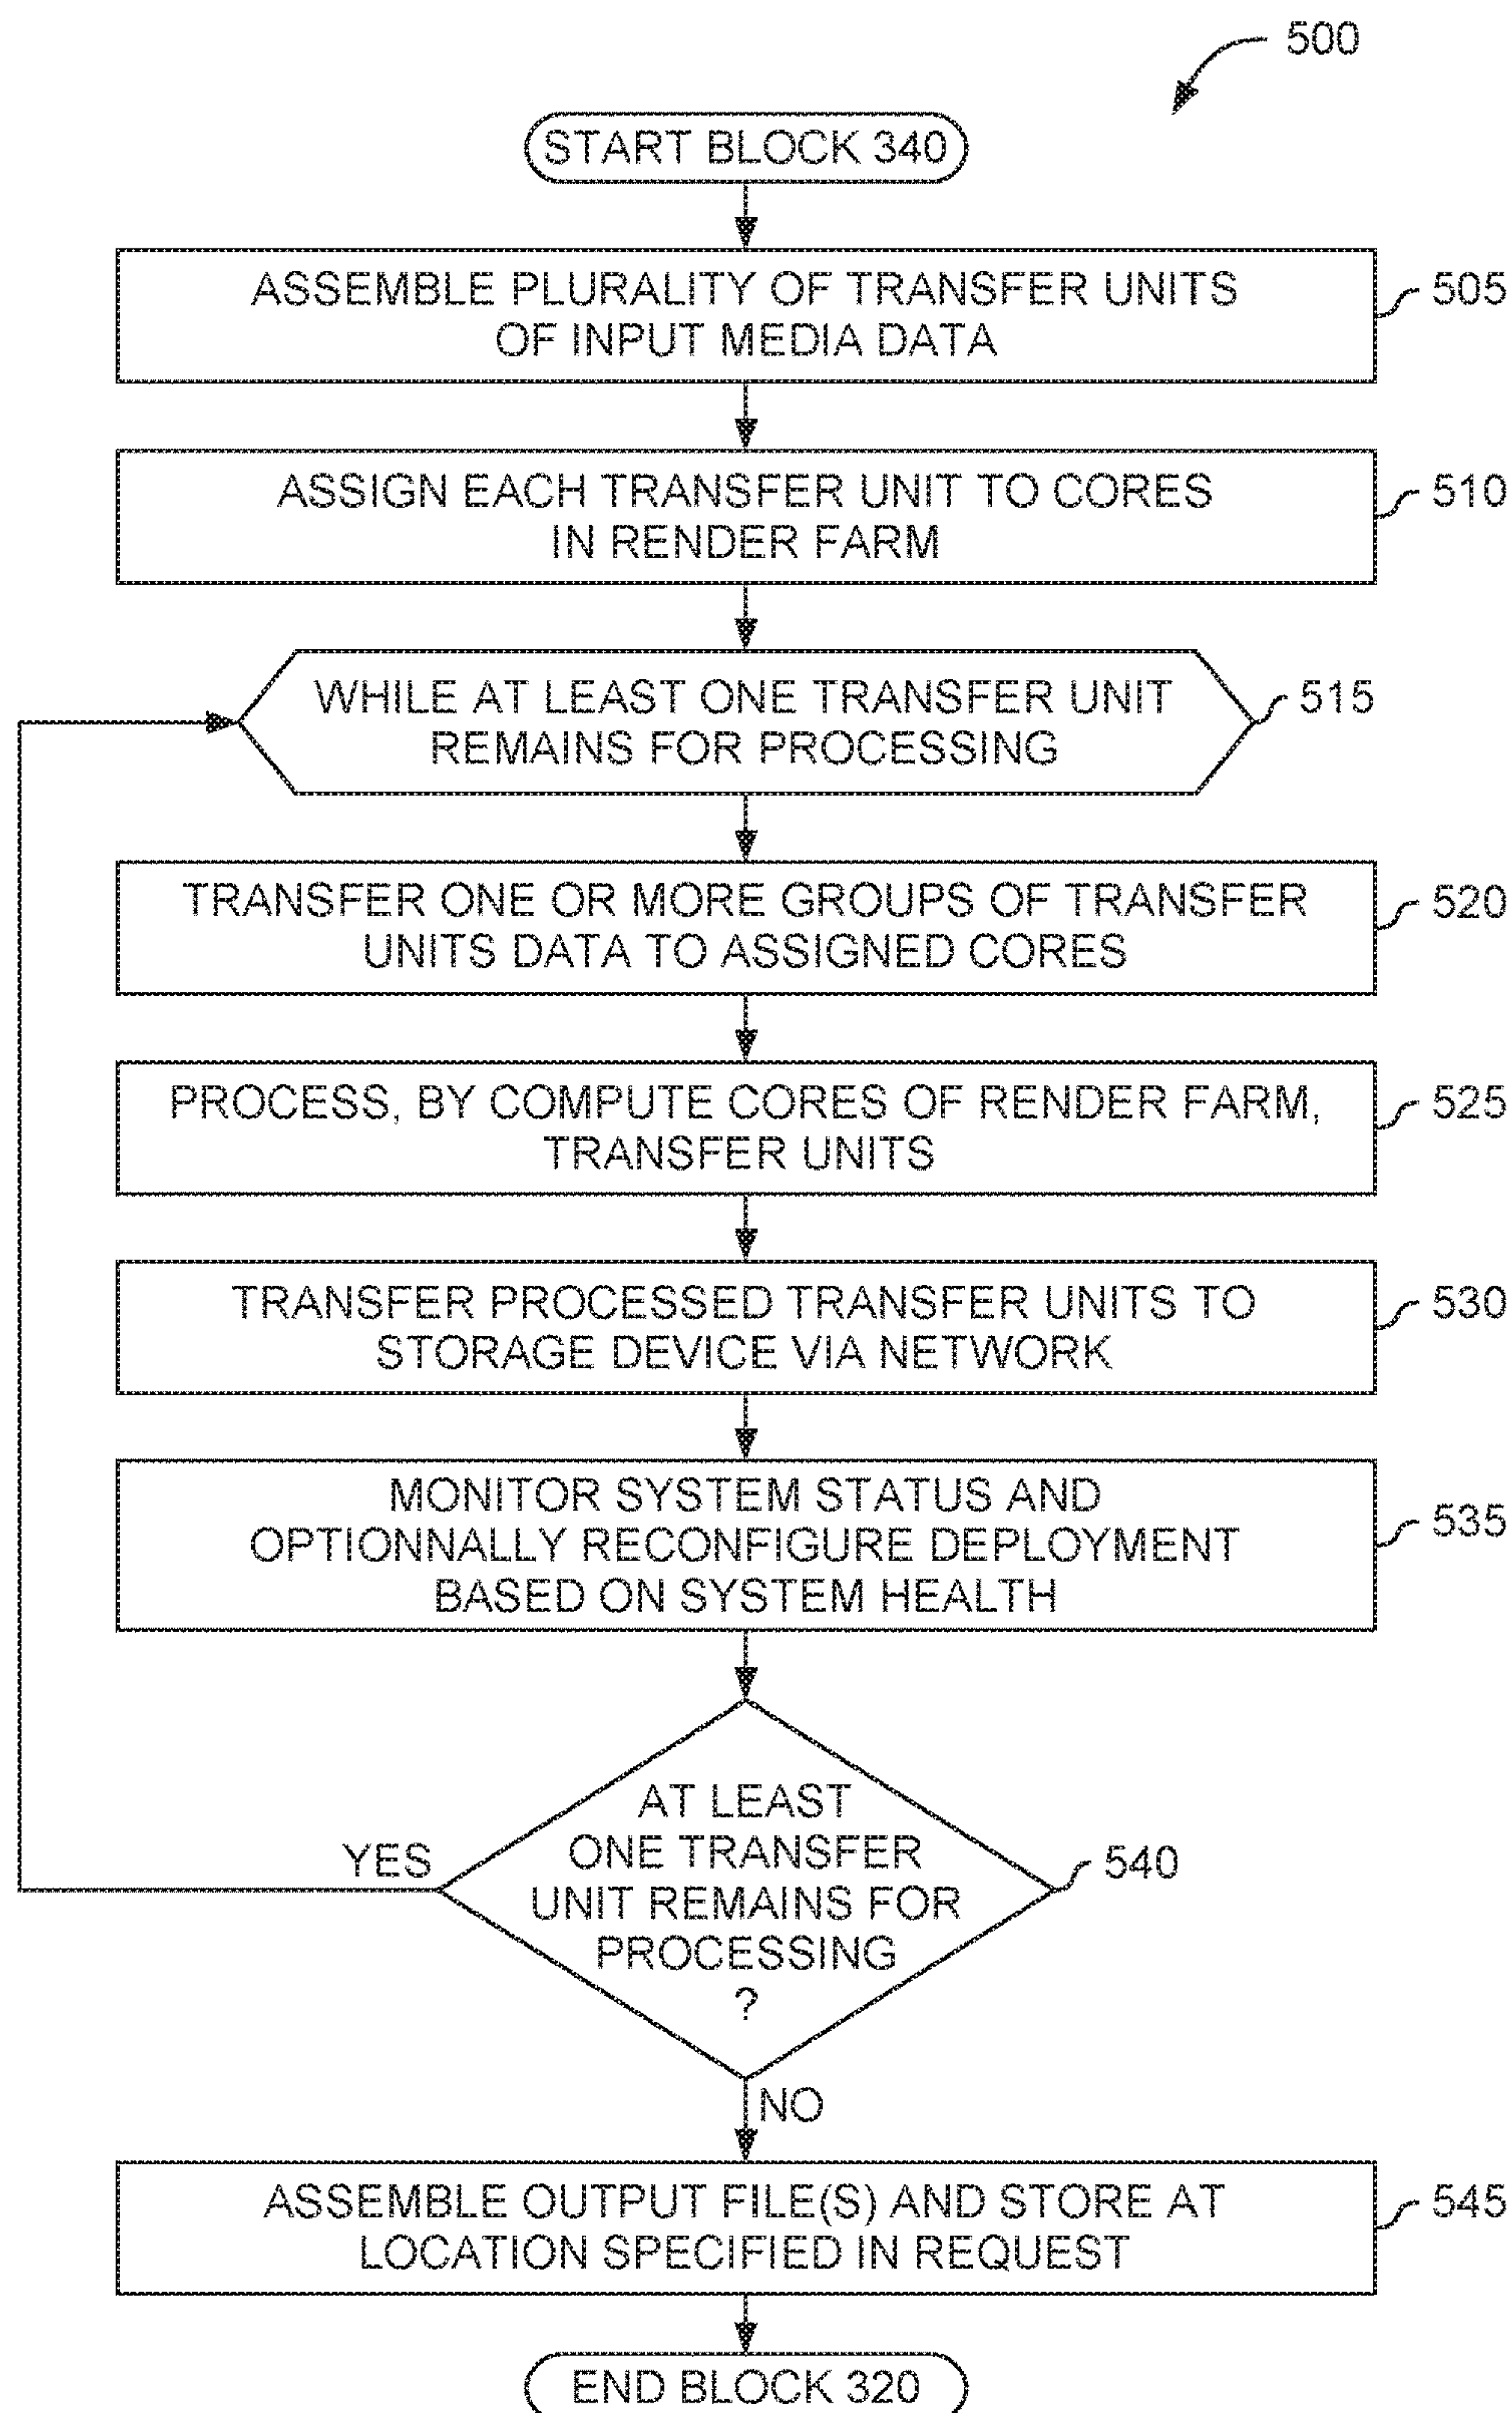 500
START BLOCK 340
ASSEMBLE PLURALITY OF TRANSFER UNITS
OF INPUT MEDIA DATA
505
ASSIGN EACH TRANSFER UNIT TO CORES
IN RENDER FARM
510
WHILE AT LEAST ONE TRANSFER UNIT
REMAINS FOR PROCESSING
515
TRANSFER ONE OR MORE GROUPS OF TRANSFER
UNITS DATA TO ASSIGNED CORES
520
PROCESS, BY COMPUTE CORES OF RENDER FARM,
TRANSFER UNITS
525
TRANSFER PROCESSED TRANSFER UNITS TO
STORAGE DEVICE VIA NETWORK
530
MONITOR SYSTEM STATUS AND
OPTIONNALLY RECONFIGURE DEPLOYMENT
BASED ON SYSTEM HEALTH
535
AT LEAST
ONE TRANSFER
UNIT REMAINS FOR
PROCESSING
?
YES
540
NO
ASSEMBLE OUTPUT FILE(S) AND STORE AT
LOCATION SPECIFIED IN REQUEST
545
END BLOCK 320